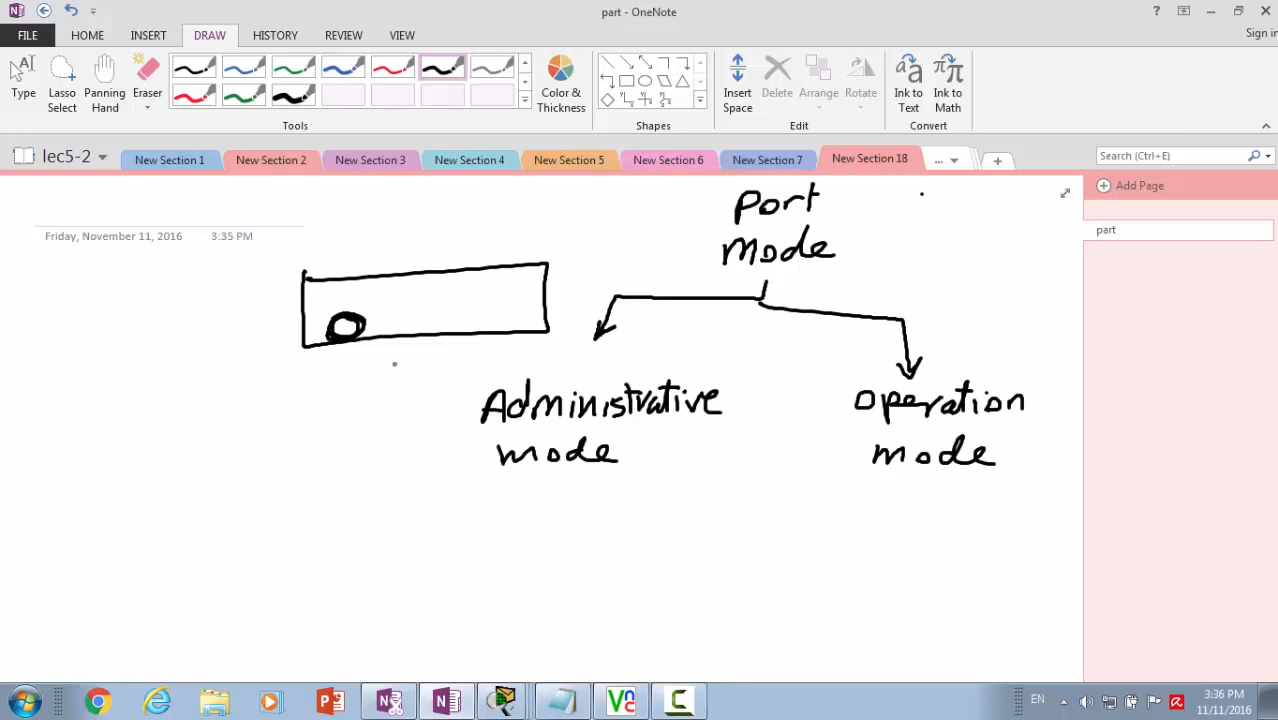 part - OneNote
? 
Sign in
FILE HOME INSERT DRAW HISTORY REVIEW VIEW
Type
Lasso Select
Panning Hand
Eraser
Color & Thickness
Insert Space
Delete
Arrange
Rotate
Ink to Text
Ink to Math
Tools
Shapes
Edit
Convert
lec5-2
New Section 1 New Section 2 New Section 3 New Section 4 New Section 5 New Section 6 New Section 7 New Section 18 ...
Search (Ctrl+E)
Add Page
part
Friday, November 11, 2016 3:35 PM
Port
Mode
Administrative
mode
Operation
mode
EN
3:36 PM
11/11/2016